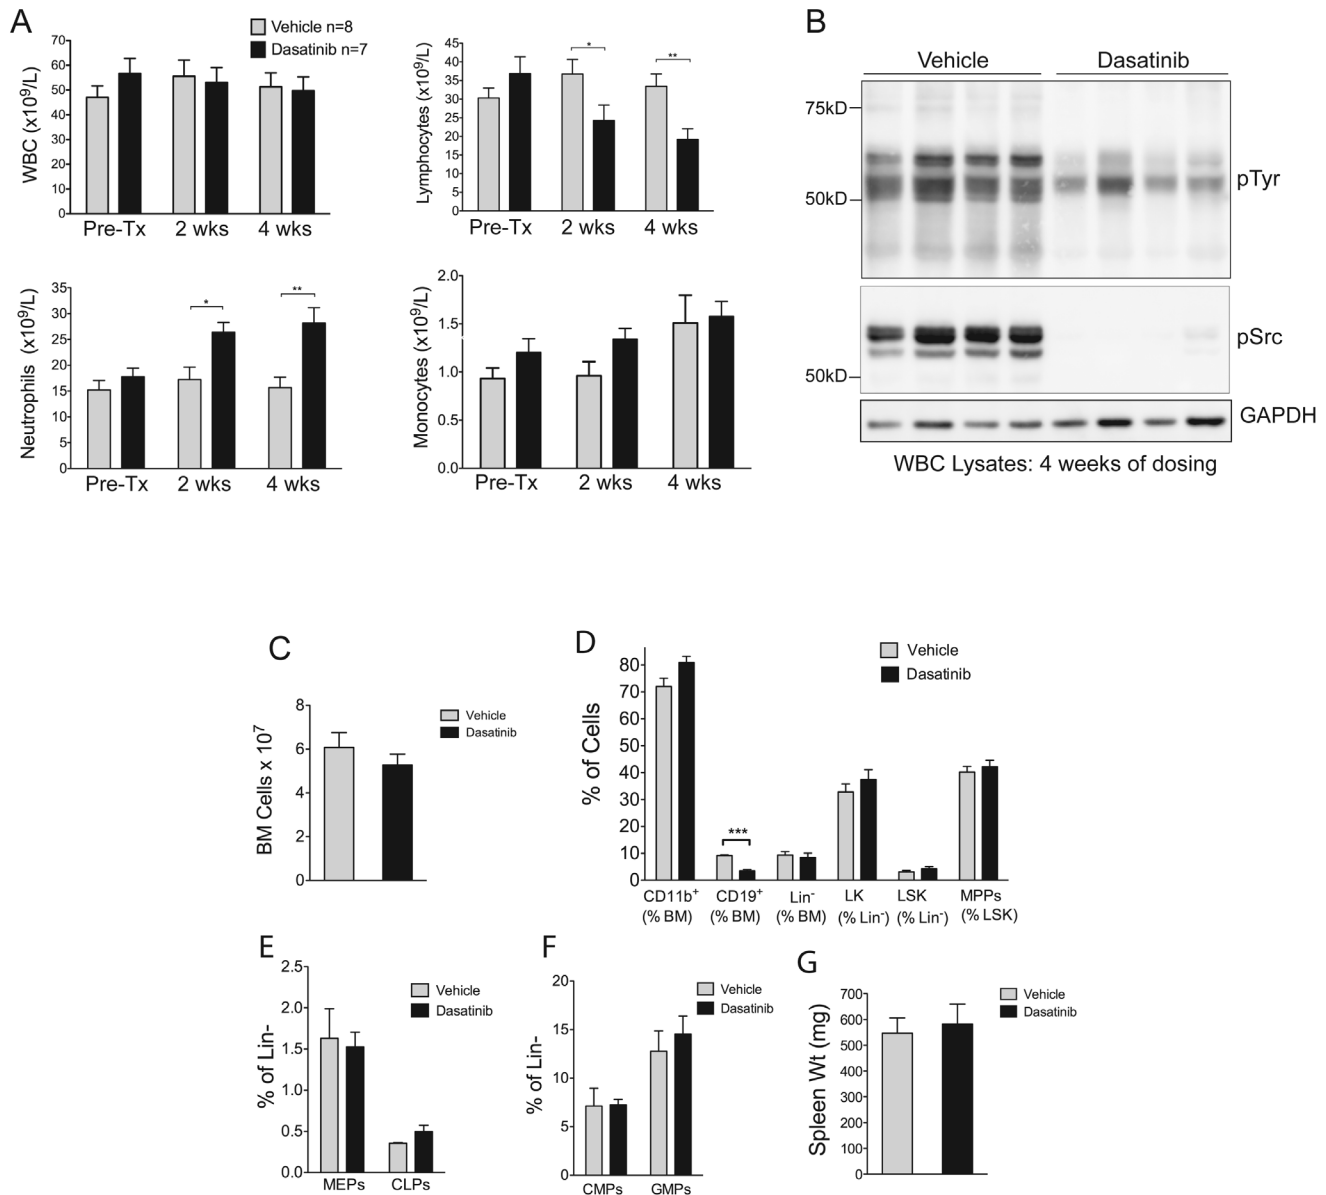 A
Vehicle n=8
Dasatinib n=7
WBC (x10⁹/L)
70
60
50
40
30
20
10
0
Pre-Tx 2 wks 4 wks
Lymphocytes (x10⁹/L)
45
40
35
30
25
20
15
10
5
0
* **
Pre-Tx 2 wks 4 wks
Neutrophils (x10⁹/L)
35
30
25
20
15
10
5
0
* **
Pre-Tx 2 wks 4 wks
Monocytes (x10⁹/L)
2.0
1.5
1.0
0.5
0.0
Pre-Tx 2 wks 4 wks
B
Vehicle Dasatinib
75kD
50kD
pTyr
pSrc
50kD
GAPDH
WBC Lysates: 4 weeks of dosing
C
BM Cells x 10⁷
8
6
4
2
0
Vehicle
Dasatinib
D
Vehicle
Dasatinib
% of Cells
80
70
60
50
40
30
20
10
0
***
CD11b⁺ CD19⁺ Lin⁻ LK LSK MPPs
(% BM) (% BM) (% BM) (% Lin⁻) (% Lin⁻) (% LSK)
E
% of Lin-
2.5
2.0
1.5
1.0
0.5
0.0
Vehicle
Dasatinib
MEPs CLPs
F
% of Lin-
20
15
10
5
0
Vehicle
Dasatinib
CMPs GMPs
G
Spleen Wt (mg)
700
600
500
400
300
200
100
0
Vehicle
Dasatinib